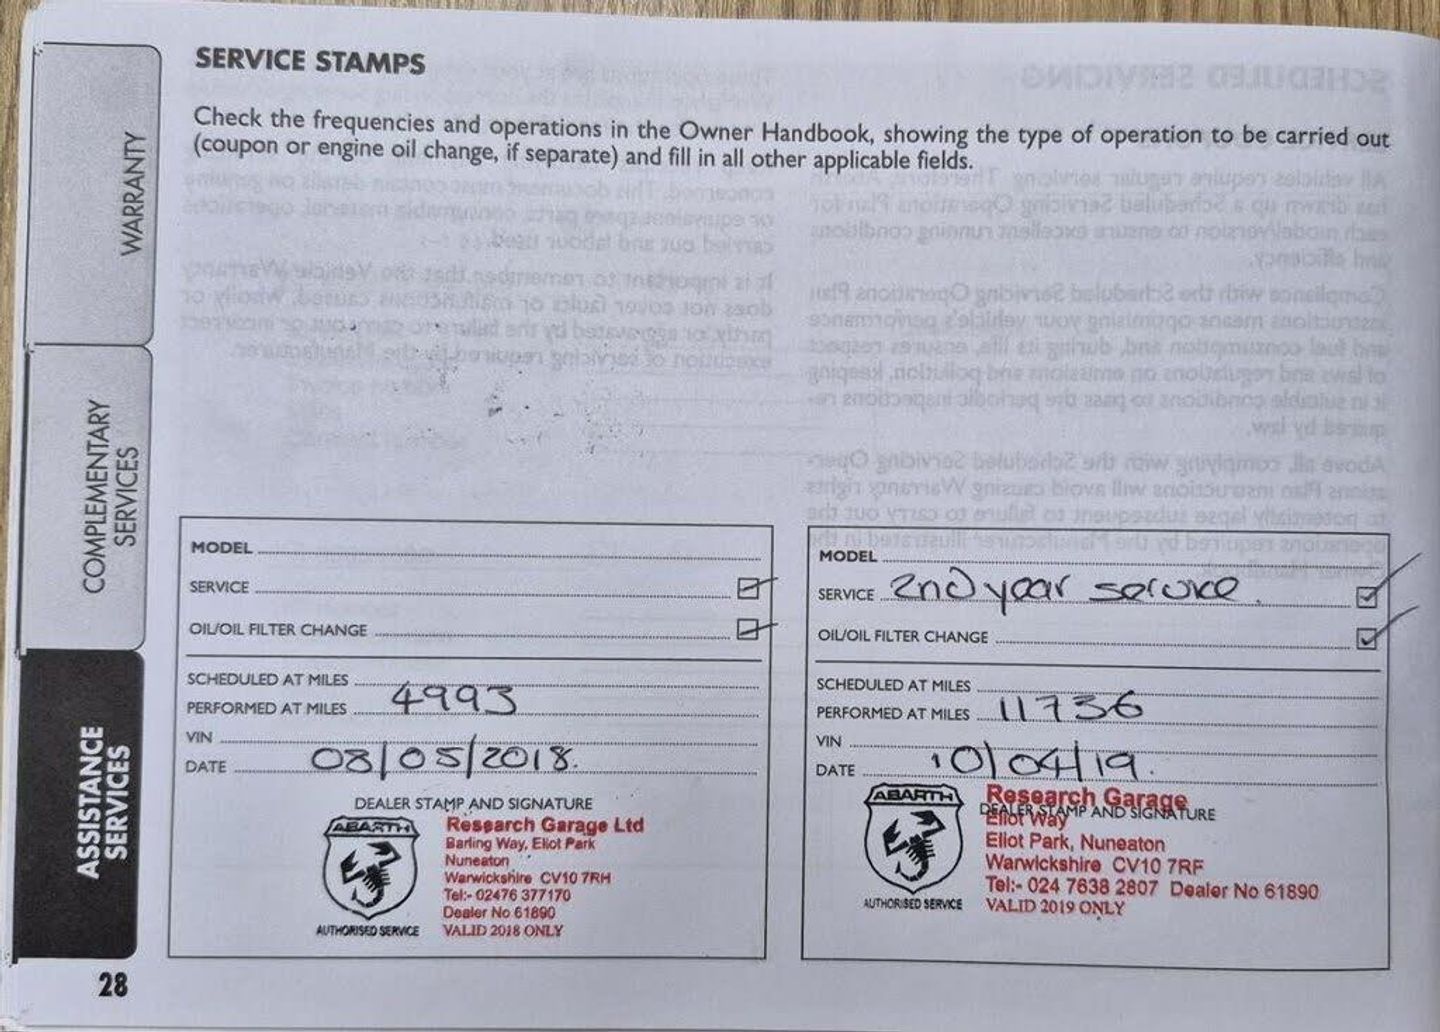 SERVICE STAMPS
Check the frequencies and operations in the Owner Handbook, showing the type of operation to be carried out
(coupon or engine oil change, if separate) and fill in all other applicable fields.
WARRANTY
COMPLEMENTARY
SERVICES
ASSISTANCE
SERVICES
MODEL
SERVICE
OIL/OIL FILTER CHANGE
SCHEDULED AT MILES
PERFORMED AT MILES 4993
VIN
DATE 08/05/2018.
DEALER STAMP AND SIGNATURE
ABARTH
AUTHORISED SERVICE
Research Garage Ltd
Barling Way, Eliot Park
Nuneaton
Warwickshire CV10 7RH
Tel:- 02476 377170
Dealer No 61890
VALID 2018 ONLY
MODEL
SERVICE 2nd year service.
OIL/OIL FILTER CHANGE
SCHEDULED AT MILES
PERFORMED AT MILES 11736
VIN
DATE 10/04/19.
DEALER STAMP AND SIGNATURE
ABARTH
AUTHORISED SERVICE
Research Garage
Eliot Way
Eliot Park, Nuneaton
Warwickshire CV10 7RF
Tel:- 024 7638 2807 Dealer No 61890
VALID 2019 ONLY
28